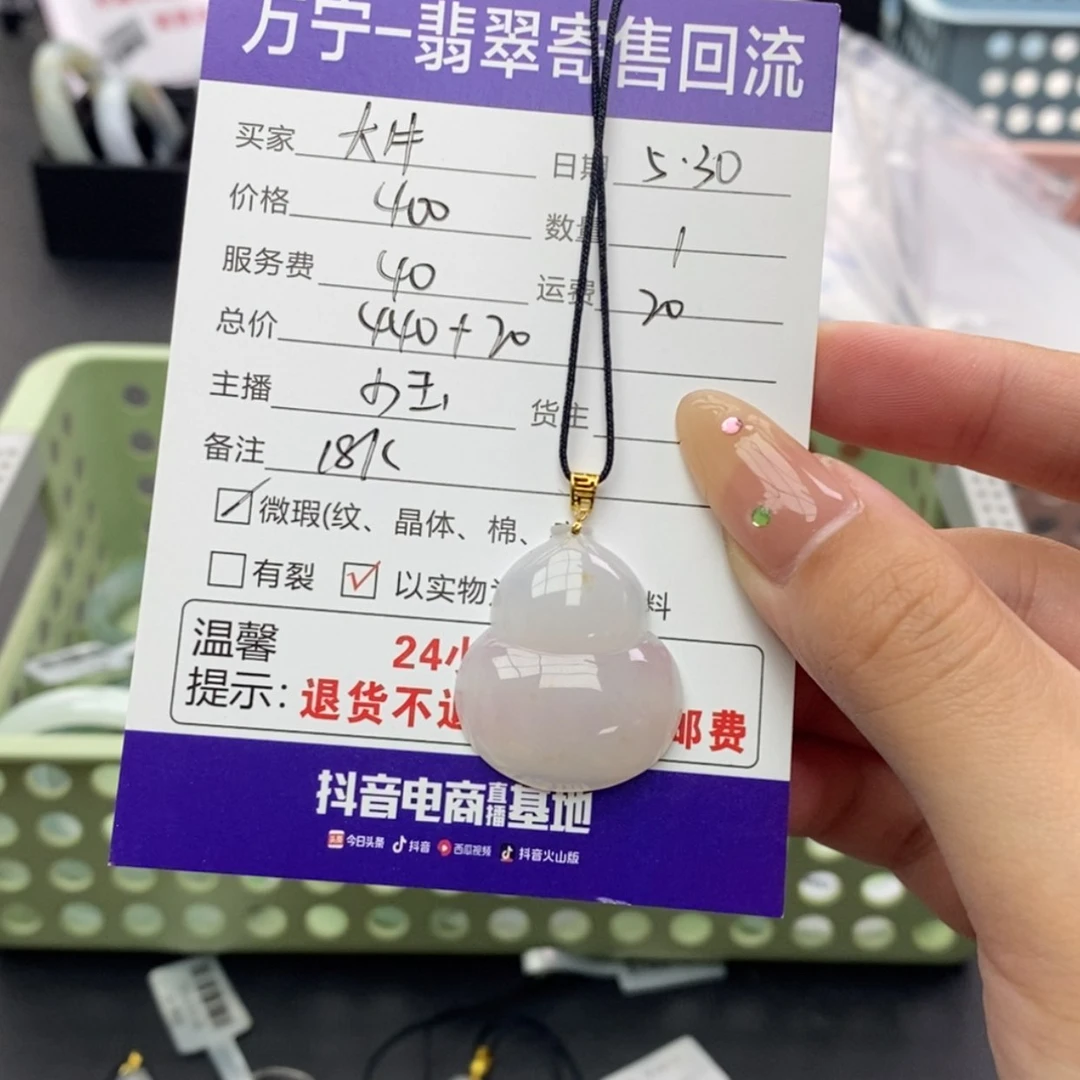 万宁-翡翠寄售回流
买家 大牛 日期 5.30
价格 400 数量 1
服务费 40 运费 20
总价 440+20
主播 小玉 货主
备注 18K
微瑕(纹、晶体、棉、
有裂 以实物 料
温馨 24小
提示: 退货不退 邮费
抖音电商直播基地
头条 今日头条 抖音 西瓜视频 抖音火山版